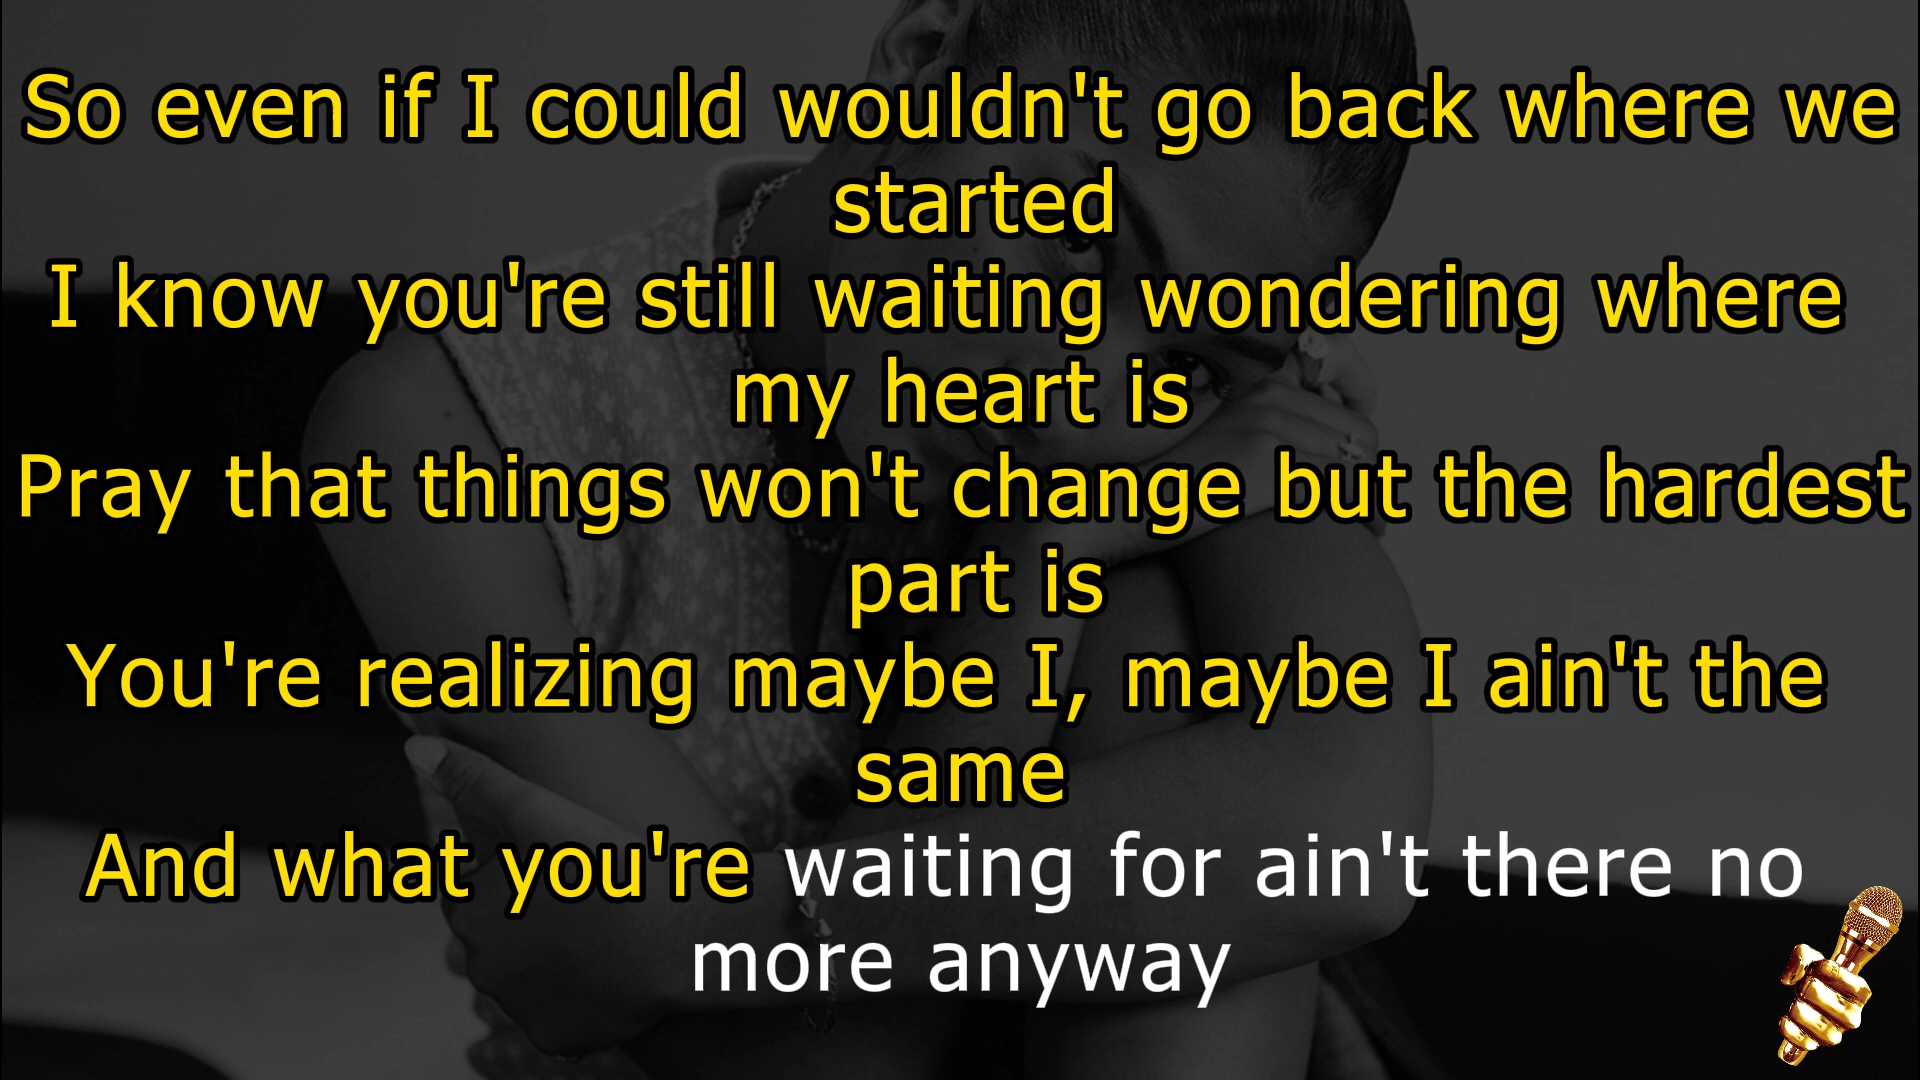 So even if I could wouldn't go back where we
started
I know you're still waiting wondering where
my heart is
Pray that things won't change but the hardest
part is
You're realizing maybe I, maybe I ain't the
same
And what you're waiting for ain't there no
more anyway